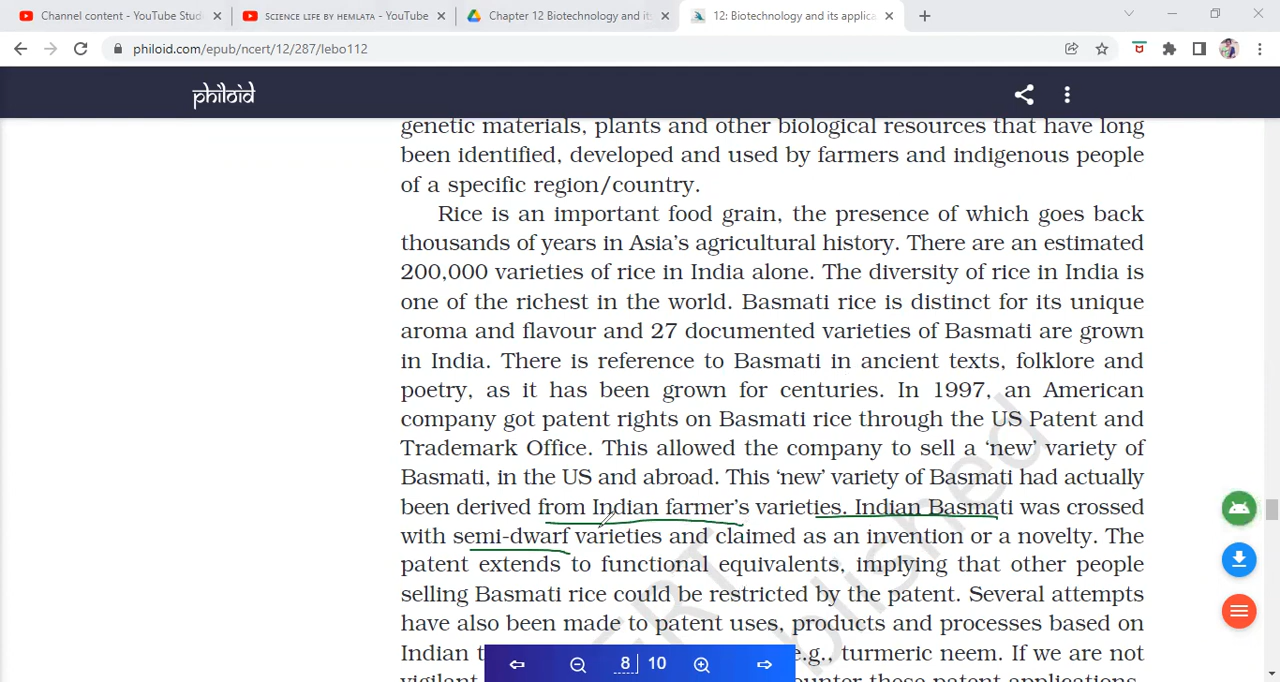 Channel content - YouTube Stud
SCIENCE LIFE BY HEMLATA - YouTube
Chapter 12 Biotechnology and its
12: Biotechnology and its applica
philoid.com/epub/ncert/12/287/lebo112
philoid
genetic materials, plants and other biological resources that have long
been identified, developed and used by farmers and indigenous people
of a specific region/country.
Rice is an important food grain, the presence of which goes back
thousands of years in Asia's agricultural history. There are an estimated
200,000 varieties of rice in India alone. The diversity of rice in India is
one of the richest in the world. Basmati rice is distinct for its unique
aroma and flavour and 27 documented varieties of Basmati are grown
in India. There is reference to Basmati in ancient texts, folklore and
poetry, as it has been grown for centuries. In 1997, an American
company got patent rights on Basmati rice through the US Patent and
Trademark Office. This allowed the company to sell a ‘new’ variety of
Basmati, in the US and abroad. This ‘new’ variety of Basmati had actually
been derived from Indian farmer’s varieties. Indian Basmati was crossed
with semi-dwarf varieties and claimed as an invention or a novelty. The
patent extends to functional equivalents, implying that other people
selling Basmati rice could be restricted by the patent. Several attempts
have also been made to patent uses, products and processes based on
Indian e.g., turmeric neem. If we are not
8 10
vigilant counter these patent applications,